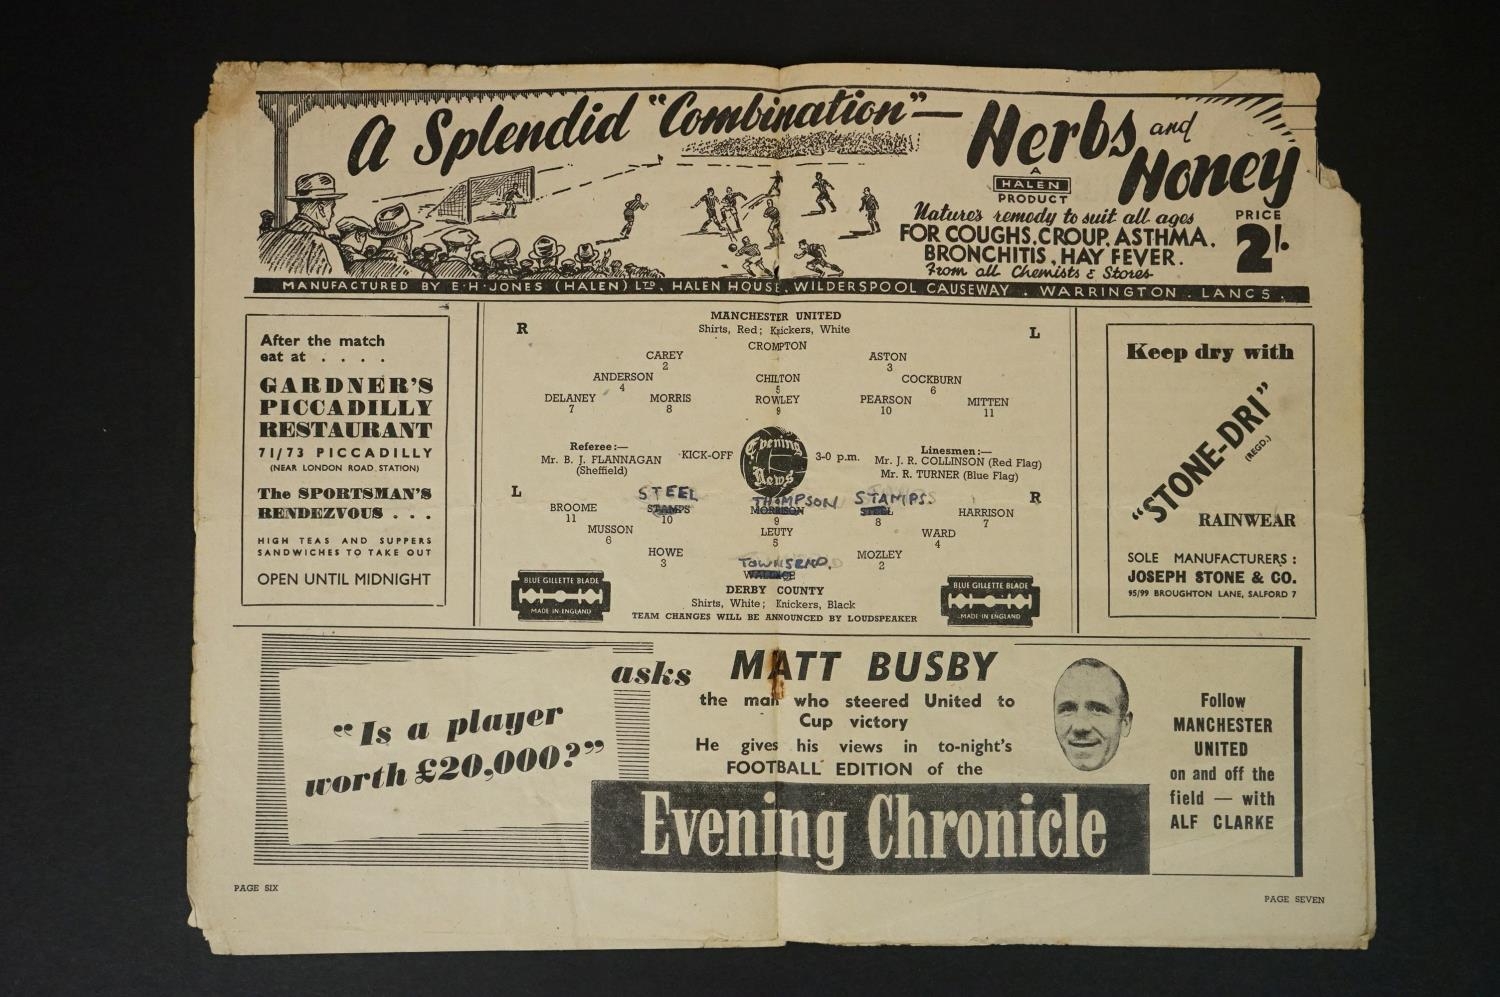 A Splendid "Combination" — Herbs and Honey
A
HALEN
PRODUCT
Nature's remedy to suit all ages
FOR COUGHS, CROUP, ASTHMA,
BRONCHITIS, HAY FEVER.
From all Chemists & Stores
PRICE
2/-
MANUFACTURED BY E·H·JONES (HALEN) LTD, HALEN HOUSE, WILDERSPOOL CAUSEWAY . WARRINGTON . LANCS.
After the match
eat at . . . .
GARDNER'S
PICCADILLY
RESTAURANT
71/73 PICCADILLY
(NEAR LONDON ROAD STATION)
The SPORTSMAN'S
RENDEZVOUS . . .
HIGH TEAS AND SUPPERS
SANDWICHES TO TAKE OUT
OPEN UNTIL MIDNIGHT
MANCHESTER UNITED
Shirts, Red; Knickers, White
R
L
CROMPTON
CAREY
2
ASTON
3
ANDERSON
4
CHILTON
5
COCKBURN
6
DELANEY
7
MORRIS
8
ROWLEY
9
PEARSON
10
MITTEN
11
Referee:—
Mr. B. J. FLANNAGAN
(Sheffield)
KICK-OFF
Evening
News
3-0 p.m.
Linesmen:—
Mr. J. R. COLLINSON (Red Flag)
Mr. R. TURNER (Blue Flag)
L
R
STEEL
THOMPSON
STAMPS.
BROOME
11
STAMPS
10
MORRISON
9
STEEL
8
HARRISON
7
MUSSON
6
LEUTY
5
WARD
4
HOWE
3
MOZLEY
2
TOWNSEND.
WALLACE
DERBY COUNTY
Shirts, White; Knickers, Black
TEAM CHANGES WILL BE ANNOUNCED BY LOUDSPEAKER
BLUE GILLETTE BLADE
MADE IN ENGLAND
BLUE GILLETTE BLADE
MADE IN ENGLAND
Keep dry with
"STONE-DRI"
(REGD.)
RAINWEAR
SOLE MANUFACTURERS:
JOSEPH STONE & CO.
95/99 BROUGHTON LANE, SALFORD 7
"Is a player
worth £20,000?"
asks MATT BUSBY
the man who steered United to
Cup victory
He gives his views in to-night's
FOOTBALL EDITION of the
Evening Chronicle
Follow
MANCHESTER
UNITED
on and off the
field — with
ALF CLARKE
PAGE SIX
PAGE SEVEN